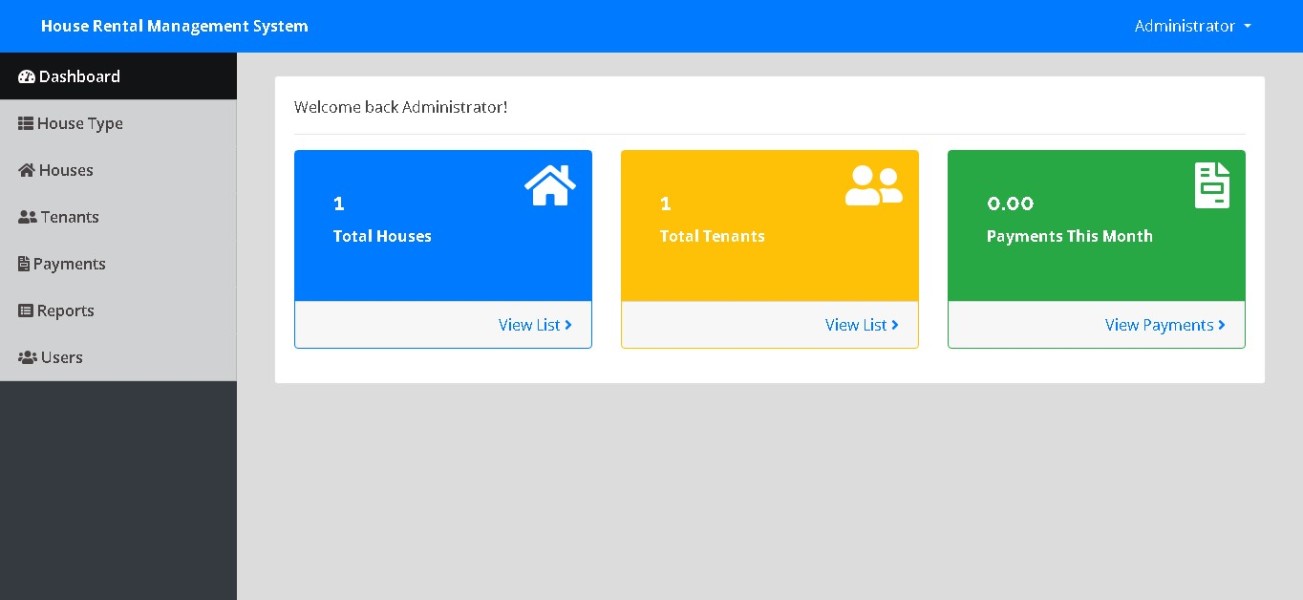 House Rental Management System
Administrator
Dashboard
House Type
Houses
Tenants
Payments
Reports
Users
Welcome back Administrator!
1
Total Houses
View List
1
Total Tenants
View List
0.00
Payments This Month
View Payments